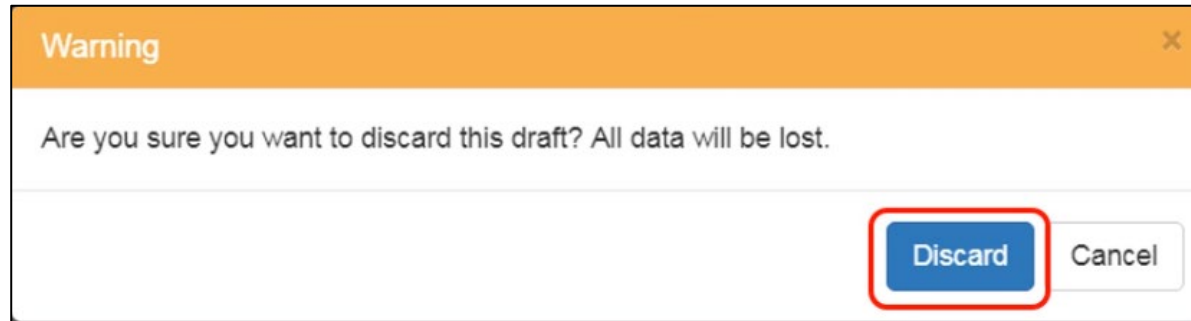 Warning
×
Are you sure you want to discard this draft? All data will be lost.
Discard
Cancel